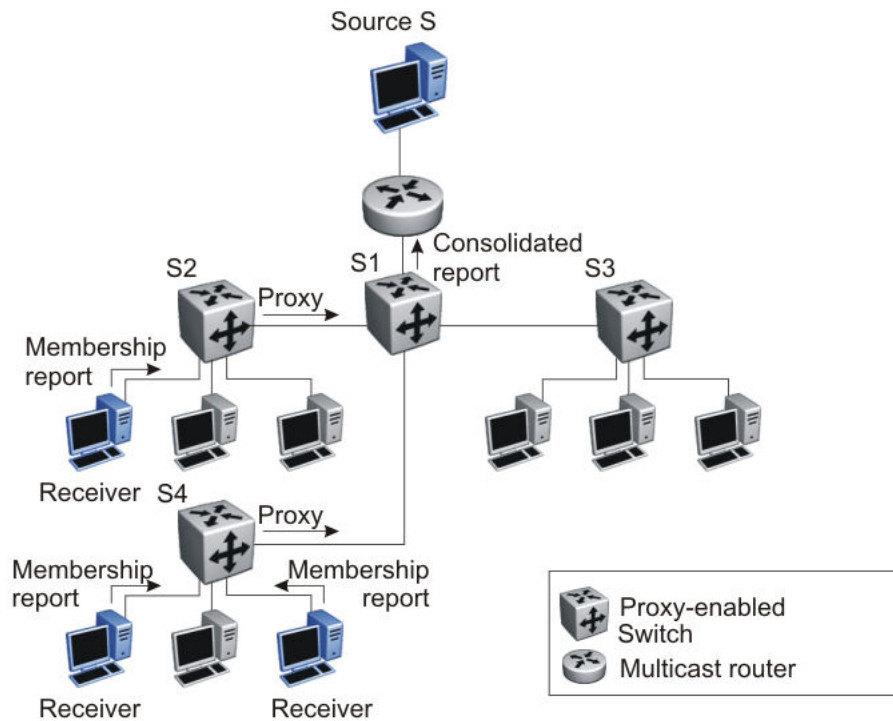 Source S
Consolidated
report
S1
S2
Proxy
S3
Membership
report
Receiver
S4
Proxy
Membership
report
Membership
report
Receiver
Receiver
Proxy-enabled
Switch
Multicast router